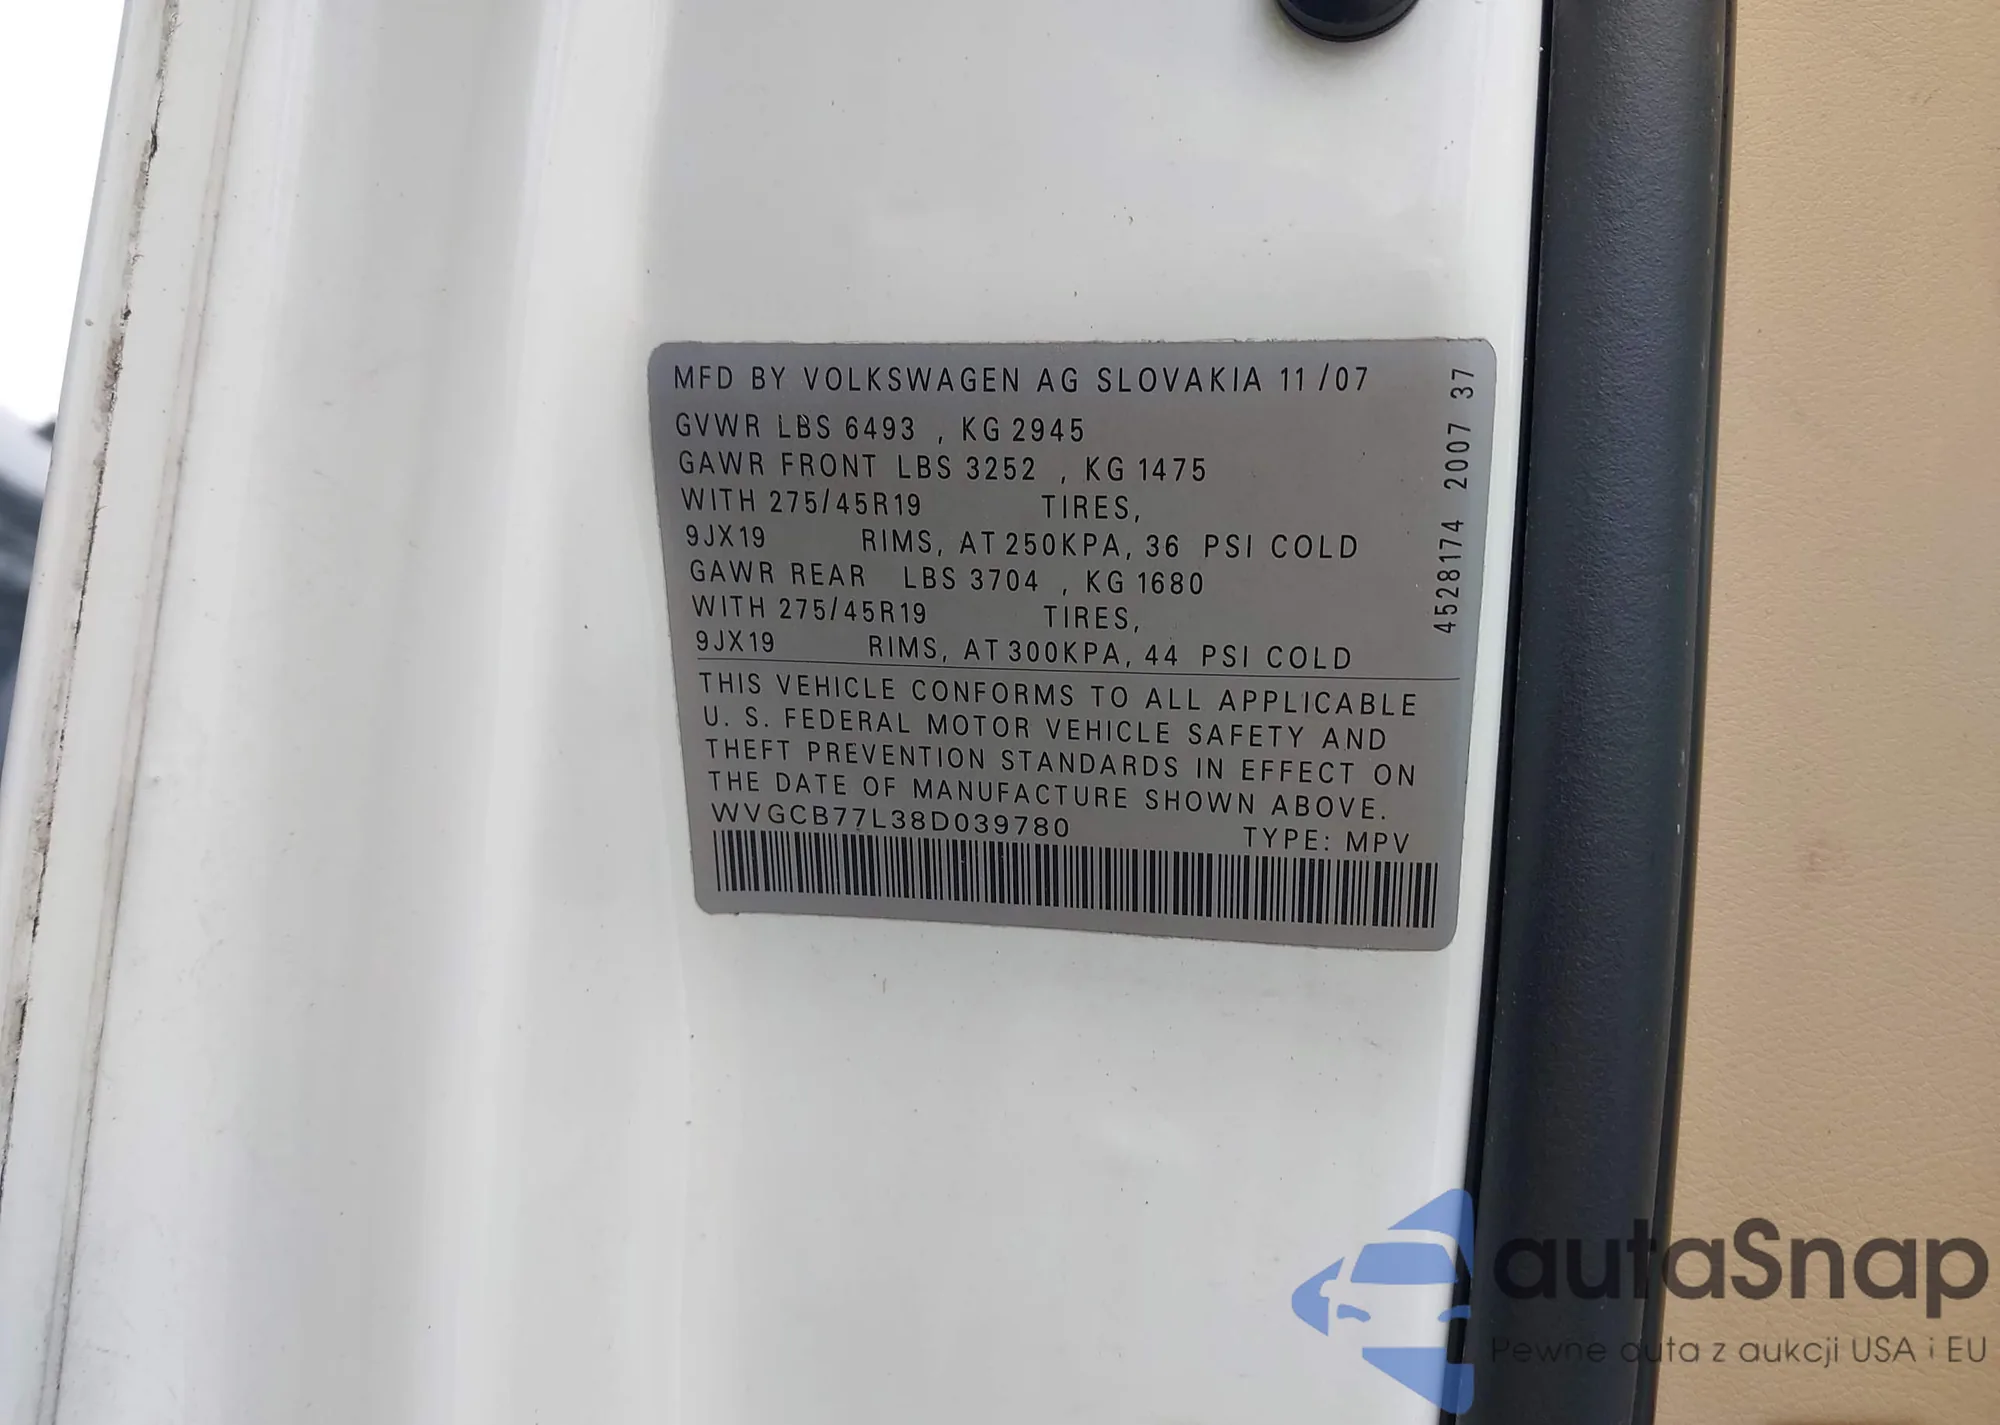 MFD BY VOLKSWAGEN AG SLOVAKIA 11/07
GVWR LBS 6493 , KG 2945
GAWR FRONT LBS 3252 , KG 1475
WITH 275/45R19 TIRES,
9JX19 RIMS, AT 250KPA, 36 PSI COLD
GAWR REAR LBS 3704 , KG 1680
WITH 275/45R19 TIRES,
9JX19 RIMS, AT 300KPA, 44 PSI COLD
THIS VEHICLE CONFORMS TO ALL APPLICABLE
U. S. FEDERAL MOTOR VEHICLE SAFETY AND
THEFT PREVENTION STANDARDS IN EFFECT ON
THE DATE OF MANUFACTURE SHOWN ABOVE.
WVGCB77L38D039780 TYPE: MPV
4528174 2007 37
autaSnap
Pewne auta z aukcji USA i EU